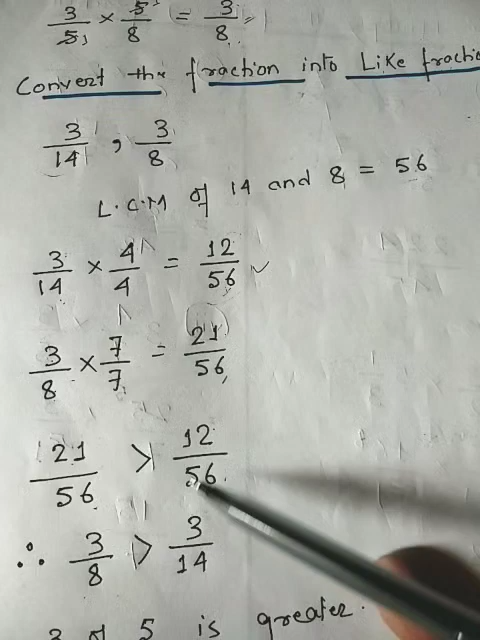 3/5 × 5/8 = 3/8
Convert the fraction into Like fractio
3/14 , 3/8
L.C.M of 14 and 8 = 56
3/14 × 4/4 = 12/56
3/8 × 7/7 = 21/56
21/56 > 12/56
∴ 3/8 > 3/14
5 is greater.